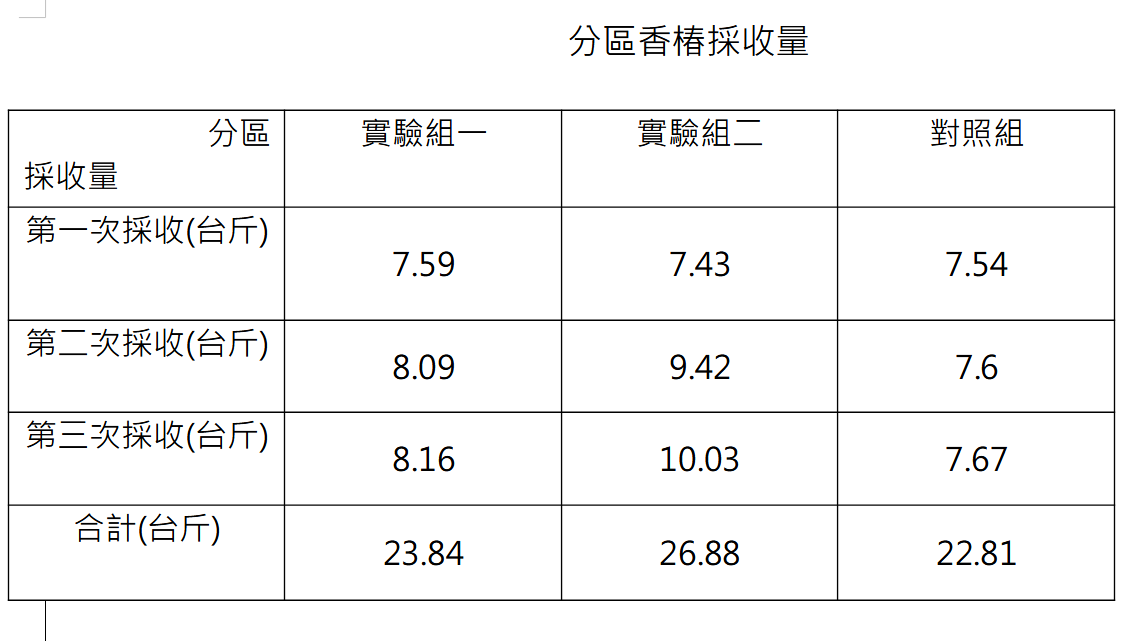 分區香椿採收量
分區 實驗組一 實驗組二 對照組
採收量
第一次採收(台斤) 7.59 7.43 7.54
第二次採收(台斤) 8.09 9.42 7.6
第三次採收(台斤) 8.16 10.03 7.67
合計(台斤) 23.84 26.88 22.81